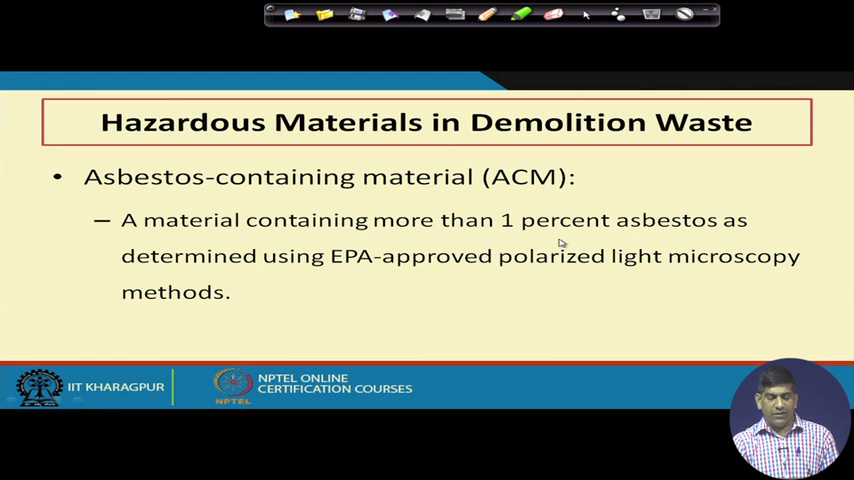 Hazardous Materials in Demolition Waste
• Asbestos-containing material (ACM):
– A material containing more than 1 percent asbestos as
determined using EPA-approved polarized light microscopy
methods.
IIT KHARAGPUR
NPTEL
NPTEL ONLINE
CERTIFICATION COURSES